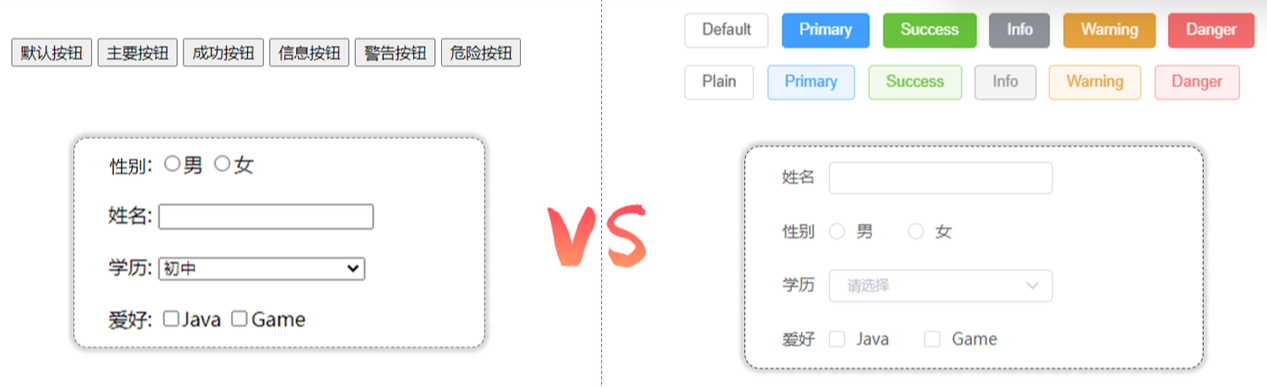 默认按钮 主要按钮 成功按钮 信息按钮 警告按钮 危险按钮
性别: 男 女
姓名:
学历: 初中
爱好: Java Game
VS
Default Primary Success Info Warning Danger
Plain Primary Success Info Warning Danger
姓名
性别 男 女
学历 请选择
爱好 Java Game